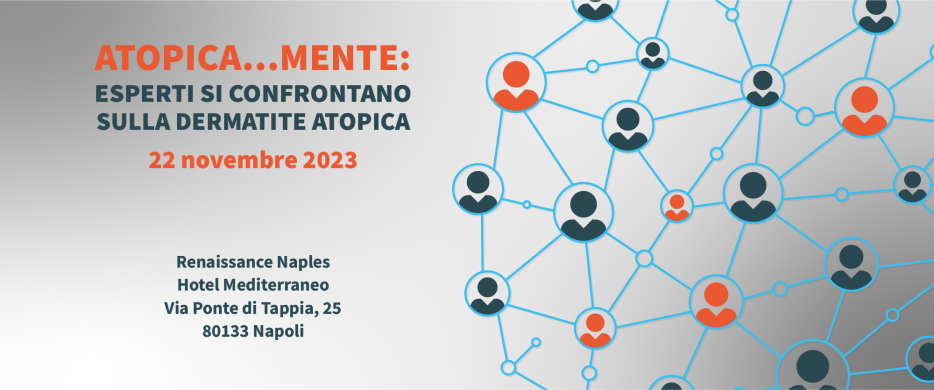 ATOPICA...MENTE:
ESPERTI SI CONFRONTANO
SULLA DERMATITE ATOPICA
22 novembre 2023
Renaissance Naples
Hotel Mediterraneo
Via Ponte di Tappia, 25
80133 Napoli